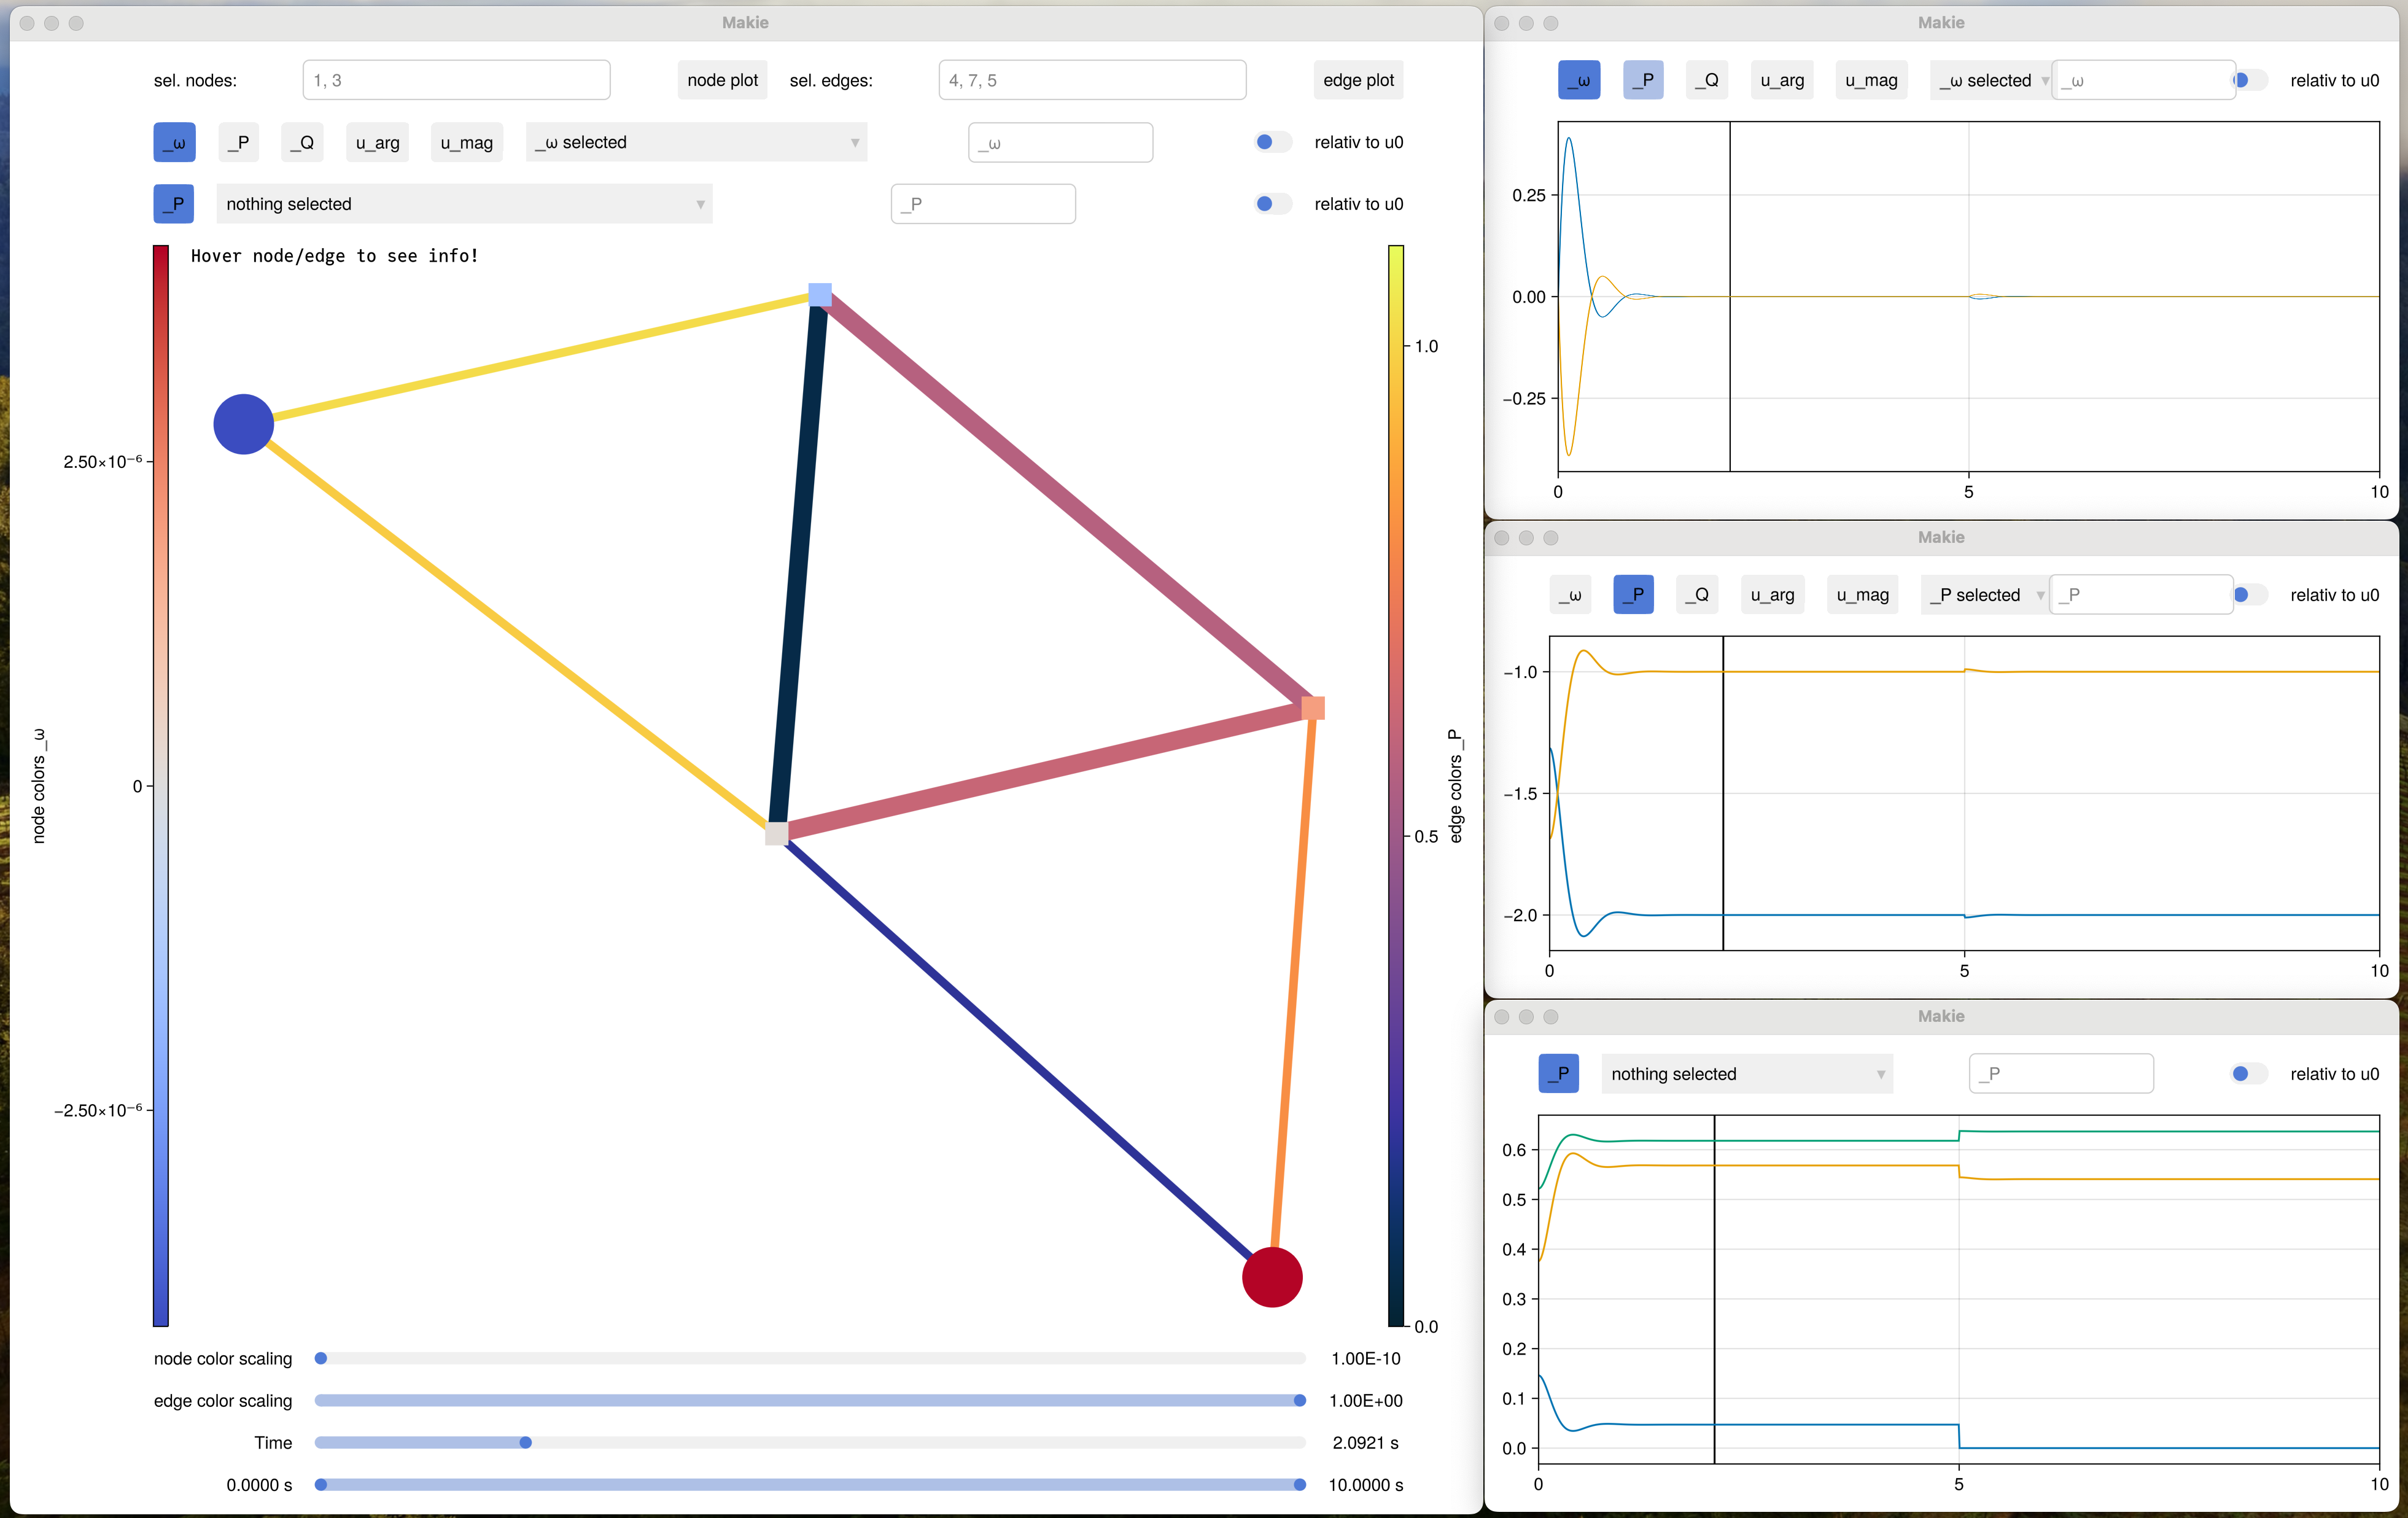 Makie
sel. nodes: 1, 3 node plot sel. edges: 4, 7, 5 edge plot
_ω _P _Q u_arg u_mag _ω selected ▾ _ω relativ to u0
_P nothing selected ▾ _P relativ to u0
Hover node/edge to see info!
2.50×10⁻⁶
0
−2.50×10⁻⁶
node colors _ω
1.0
0.5
0.0
edge colors _P
node color scaling 1.00E-10
edge color scaling 1.00E+00
Time 2.0921 s
0.0000 s 10.0000 s
Makie
_ω _P _Q u_arg u_mag _ω selected ▾ _ω relativ to u0
0.25
0.00
−0.25
0 5 10
Makie
_ω _P _Q u_arg u_mag _P selected ▾ _P relativ to u0
−1.0
−1.5
−2.0
0 5 10
Makie
_P nothing selected ▾ _P relativ to u0
0.6
0.5
0.4
0.3
0.2
0.1
0.0
0 5 10